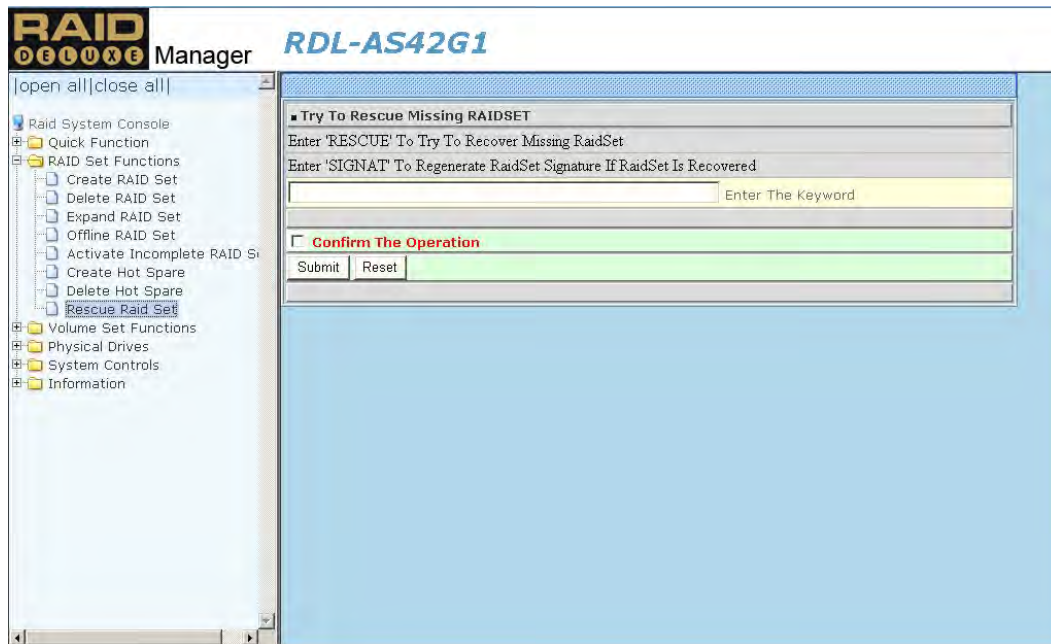 RAID
DELUXE Manager
RDL-AS42G1
|open all|close all|
Raid System Console
Quick Function
RAID Set Functions
Create RAID Set
Delete RAID Set
Expand RAID Set
Offline RAID Set
Activate Incomplete RAID S
Create Hot Spare
Delete Hot Spare
Rescue Raid Set
Volume Set Functions
Physical Drives
System Controls
Information
Try To Rescue Missing RAIDSET
Enter 'RESCUE' To Try To Recover Missing RaidSet
Enter 'SIGNAT' To Regenerate RaidSet Signature If RaidSet Is Recovered
Enter The Keyword
Confirm The Operation
Submit Reset